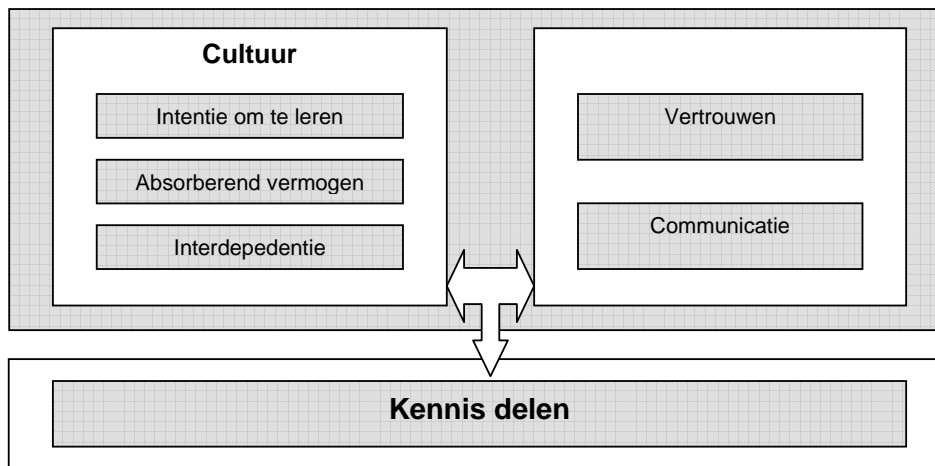 Cultuur
Intentie om te leren
Absorberend vermogen
Interdepedentie
Vertrouwen
Communicatie
Kennis delen